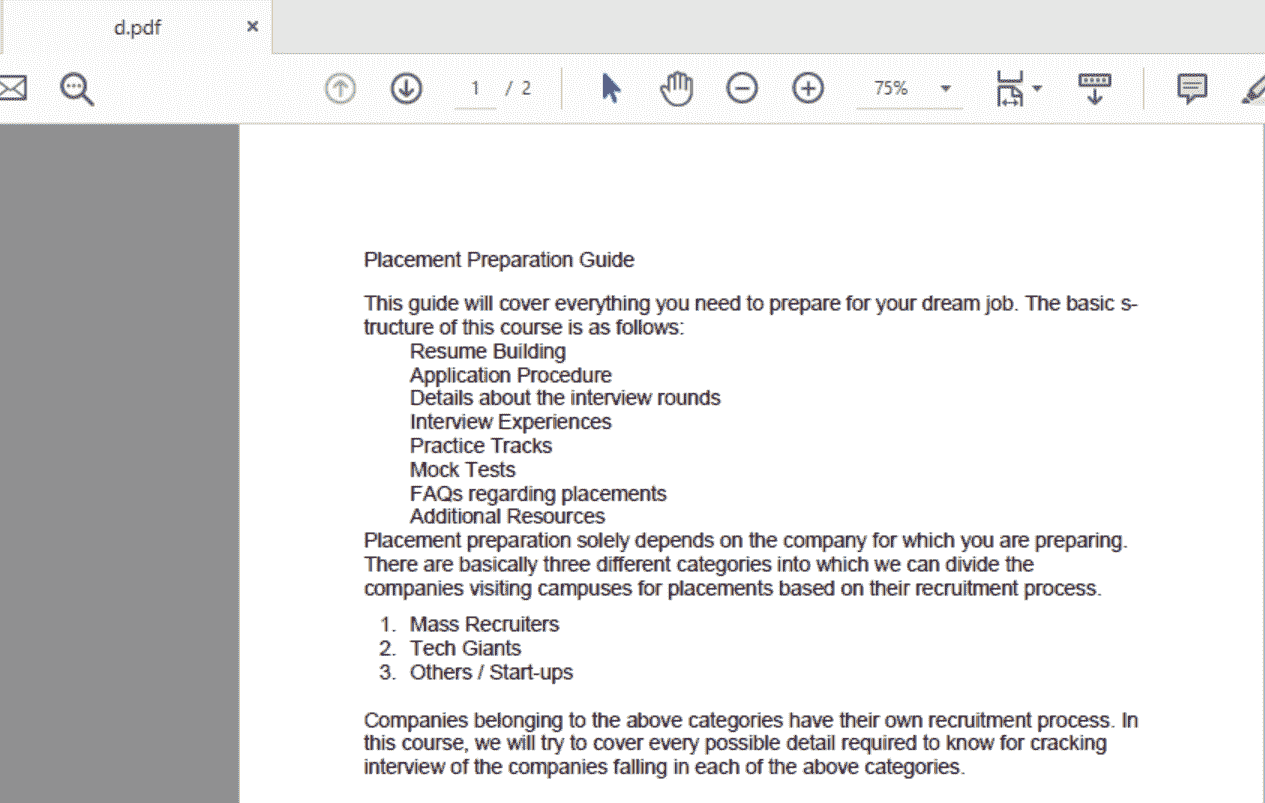 d.pdf
1 / 2
75%
Placement Preparation Guide
This guide will cover everything you need to prepare for your dream job. The basic s-
tructure of this course is as follows:
Resume Building
Application Procedure
Details about the interview rounds
Interview Experiences
Practice Tracks
Mock Tests
FAQs regarding placements
Additional Resources
Placement preparation solely depends on the company for which you are preparing.
There are basically three different categories into which we can divide the
companies visiting campuses for placements based on their recruitment process.
1. Mass Recruiters
2. Tech Giants
3. Others / Start-ups
Companies belonging to the above categories have their own recruitment process. In
this course, we will try to cover every possible detail required to know for cracking
interview of the companies falling in each of the above categories.